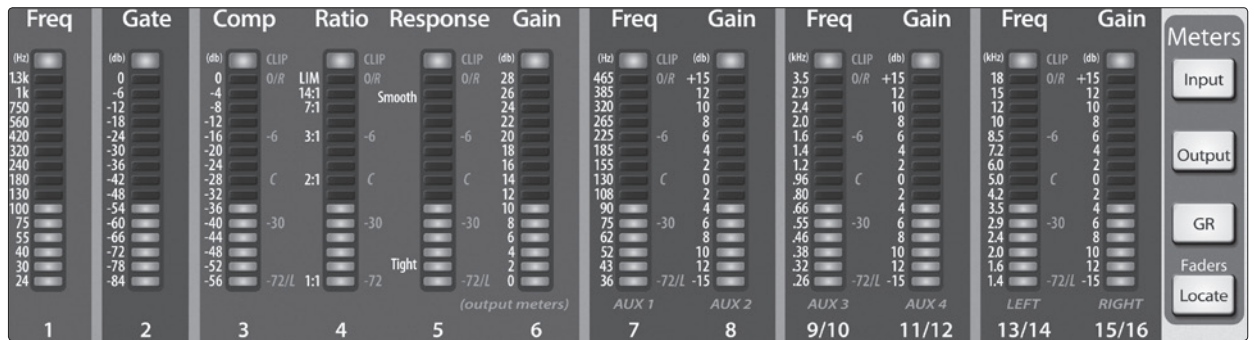 Freq Gate Comp Ratio Response Gain Freq Gain Freq Gain Freq Gain Meters
(Hz) (db) (db) CLIP CLIP CLIP (db) (Hz) CLIP (db) (kHz) CLIP (db) (kHz) CLIP (db)
1.3k 0 0 0/R LIM 0/R 0/R 28 465 0/R +15 3.5 0/R +15 18 0/R +15 Input
1k -6 -4 14:1 Smooth 26 385 12 2.9 12 15 12
750 -12 -8 7:1 24 320 10 2.4 10 12 10
560 -18 -12 22 265 8 2.0 8 10 8
420 -24 -16 -6 3:1 -6 -6 20 225 -6 6 1.6 -6 6 8.5 -6 6
320 -30 -20 18 185 4 1.4 4 7.2 4 Output
240 -36 -24 16 155 2 1.2 2 6.0 2
180 -42 -28 C 2:1 C C 14 130 C 0 .96 C 0 5.0 C 0
130 -48 -32 12 108 2 .80 2 4.2 2
100 -54 -36 10 90 4 .66 4 3.5 4
75 -60 -40 -30 -30 -30 8 75 -30 6 .55 -30 6 2.9 -30 6 GR
55 -66 -44 6 62 8 .46 8 2.4 8
40 -72 -48 4 52 10 .38 10 2.0 10
30 -78 -52 Tight 2 43 12 .32 12 1.6 12 Faders
24 -84 -56 -72/L 1:1 -72 -72/L 0 36 -72/L -15 .26 -72/L -15 1.4 -72/L -15 Locate
(output meters) AUX 1 AUX 2 AUX 3 AUX 4 LEFT RIGHT
1 2 3 4 5 6 7 8 9/10 11/12 13/14 15/16